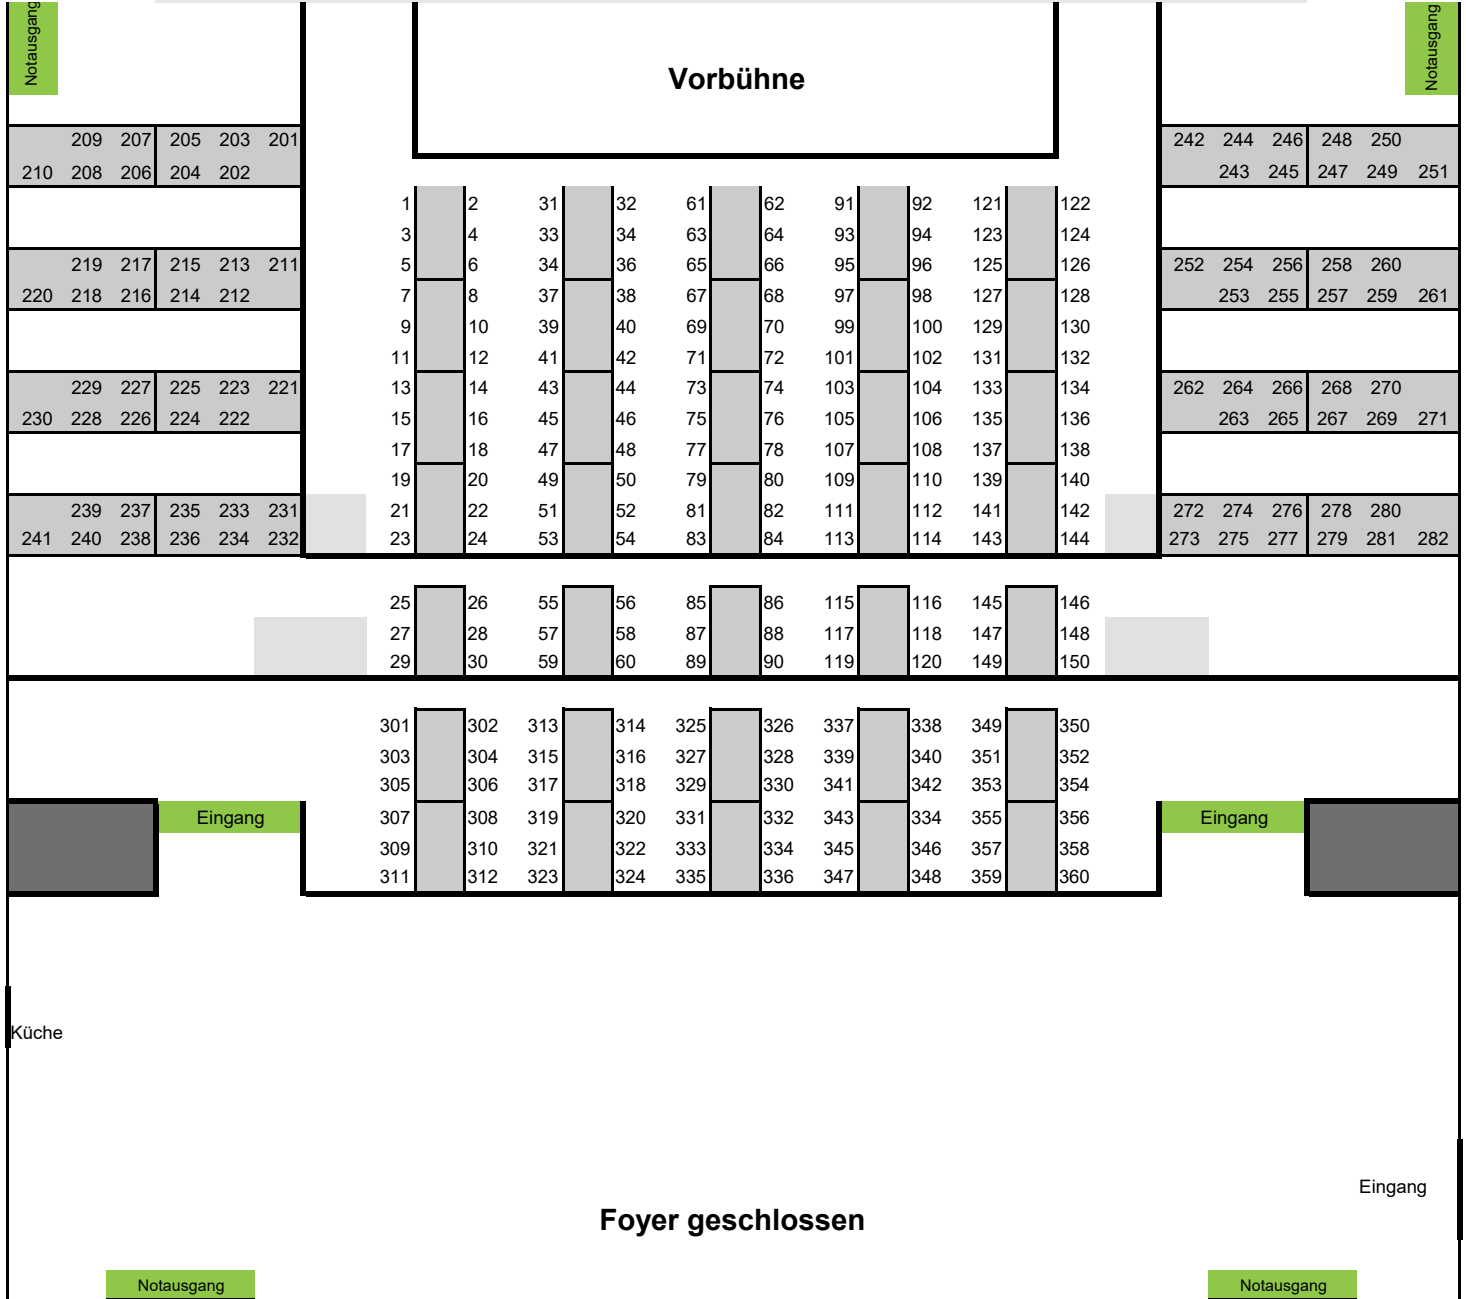 Notausgang
Notausgang
Vorbühne
209 207 205 203 201 242 244 246 248 250
210 208 206 204 202 243 245 247 249 251
1 2 31 32 61 62 91 92 121 122
3 4 33 34 63 64 93 94 123 124
219 217 215 213 211 5 6 34 36 65 66 95 96 125 126 252 254 256 258 260
220 218 216 214 212 7 8 37 38 67 68 97 98 127 128 253 255 257 259 261
9 10 39 40 69 70 99 100 129 130
11 12 41 42 71 72 101 102 131 132
229 227 225 223 221 13 14 43 44 73 74 103 104 133 134 262 264 266 268 270
230 228 226 224 222 15 16 45 46 75 76 105 106 135 136 263 265 267 269 271
17 18 47 48 77 78 107 108 137 138
19 20 49 50 79 80 109 110 139 140
239 237 235 233 231 21 22 51 52 81 82 111 112 141 142 272 274 276 278 280
241 240 238 236 234 232 23 24 53 54 83 84 113 114 143 144 273 275 277 279 281 282
25 26 55 56 85 86 115 116 145 146
27 28 57 58 87 88 117 118 147 148
29 30 59 60 89 90 119 120 149 150
301 302 313 314 325 326 337 338 349 350
303 304 315 316 327 328 339 340 351 352
305 306 317 318 329 330 341 342 353 354
Eingang 307 308 319 320 331 332 343 334 355 356 Eingang
309 310 321 322 333 334 345 346 357 358
311 312 323 324 335 336 347 348 359 360
Küche
Eingang
Foyer geschlossen
Notausgang Notausgang